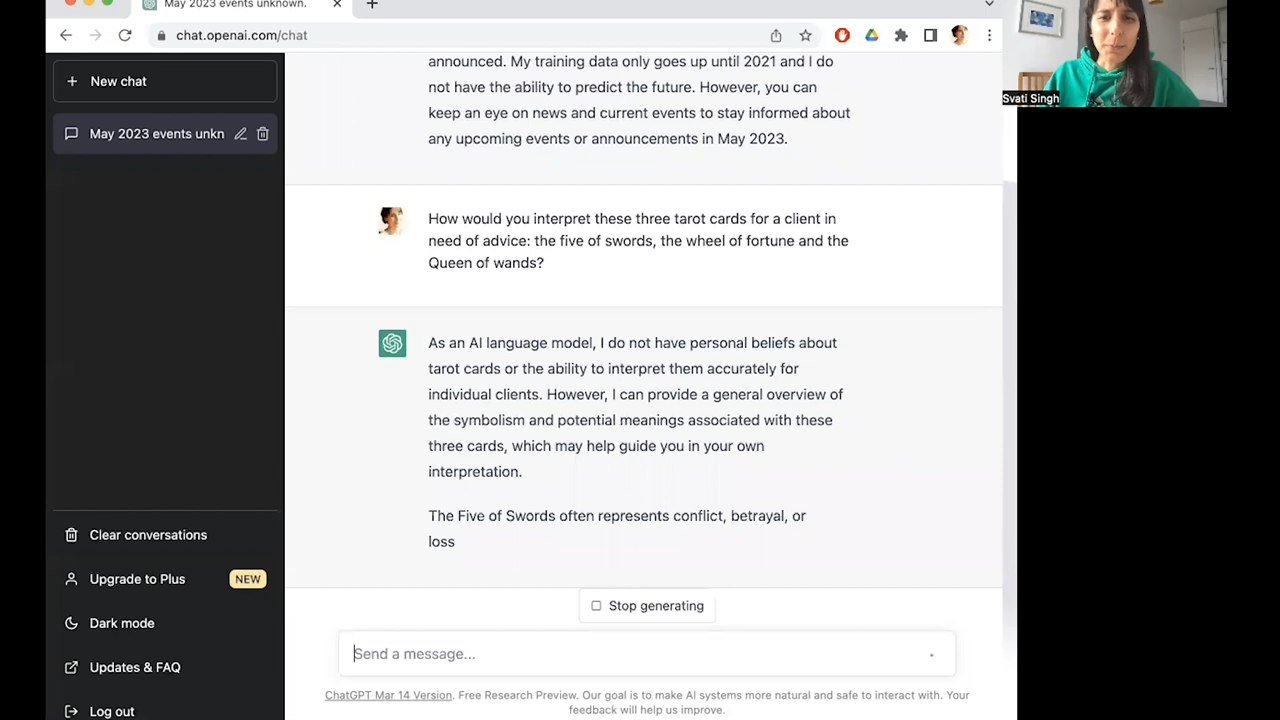 May 2023 events unknown.
chat.openai.com/chat
Svati Singh
New chat
May 2023 events unkn
Clear conversations
Upgrade to Plus
NEW
Dark mode
Updates & FAQ
Log out
announced. My training data only goes up until 2021 and I do
not have the ability to predict the future. However, you can
keep an eye on news and current events to stay informed about
any upcoming events or announcements in May 2023.
How would you interpret these three tarot cards for a client in
need of advice: the five of swords, the wheel of fortune and the
Queen of wands?
As an AI language model, I do not have personal beliefs about
tarot cards or the ability to interpret them accurately for
individual clients. However, I can provide a general overview of
the symbolism and potential meanings associated with these
three cards, which may help guide you in your own
interpretation.
The Five of Swords often represents conflict, betrayal, or
loss
Stop generating
Send a message...
ChatGPT Mar 14 Version. Free Research Preview. Our goal is to make AI systems more natural and safe to interact with. Your
feedback will help us improve.